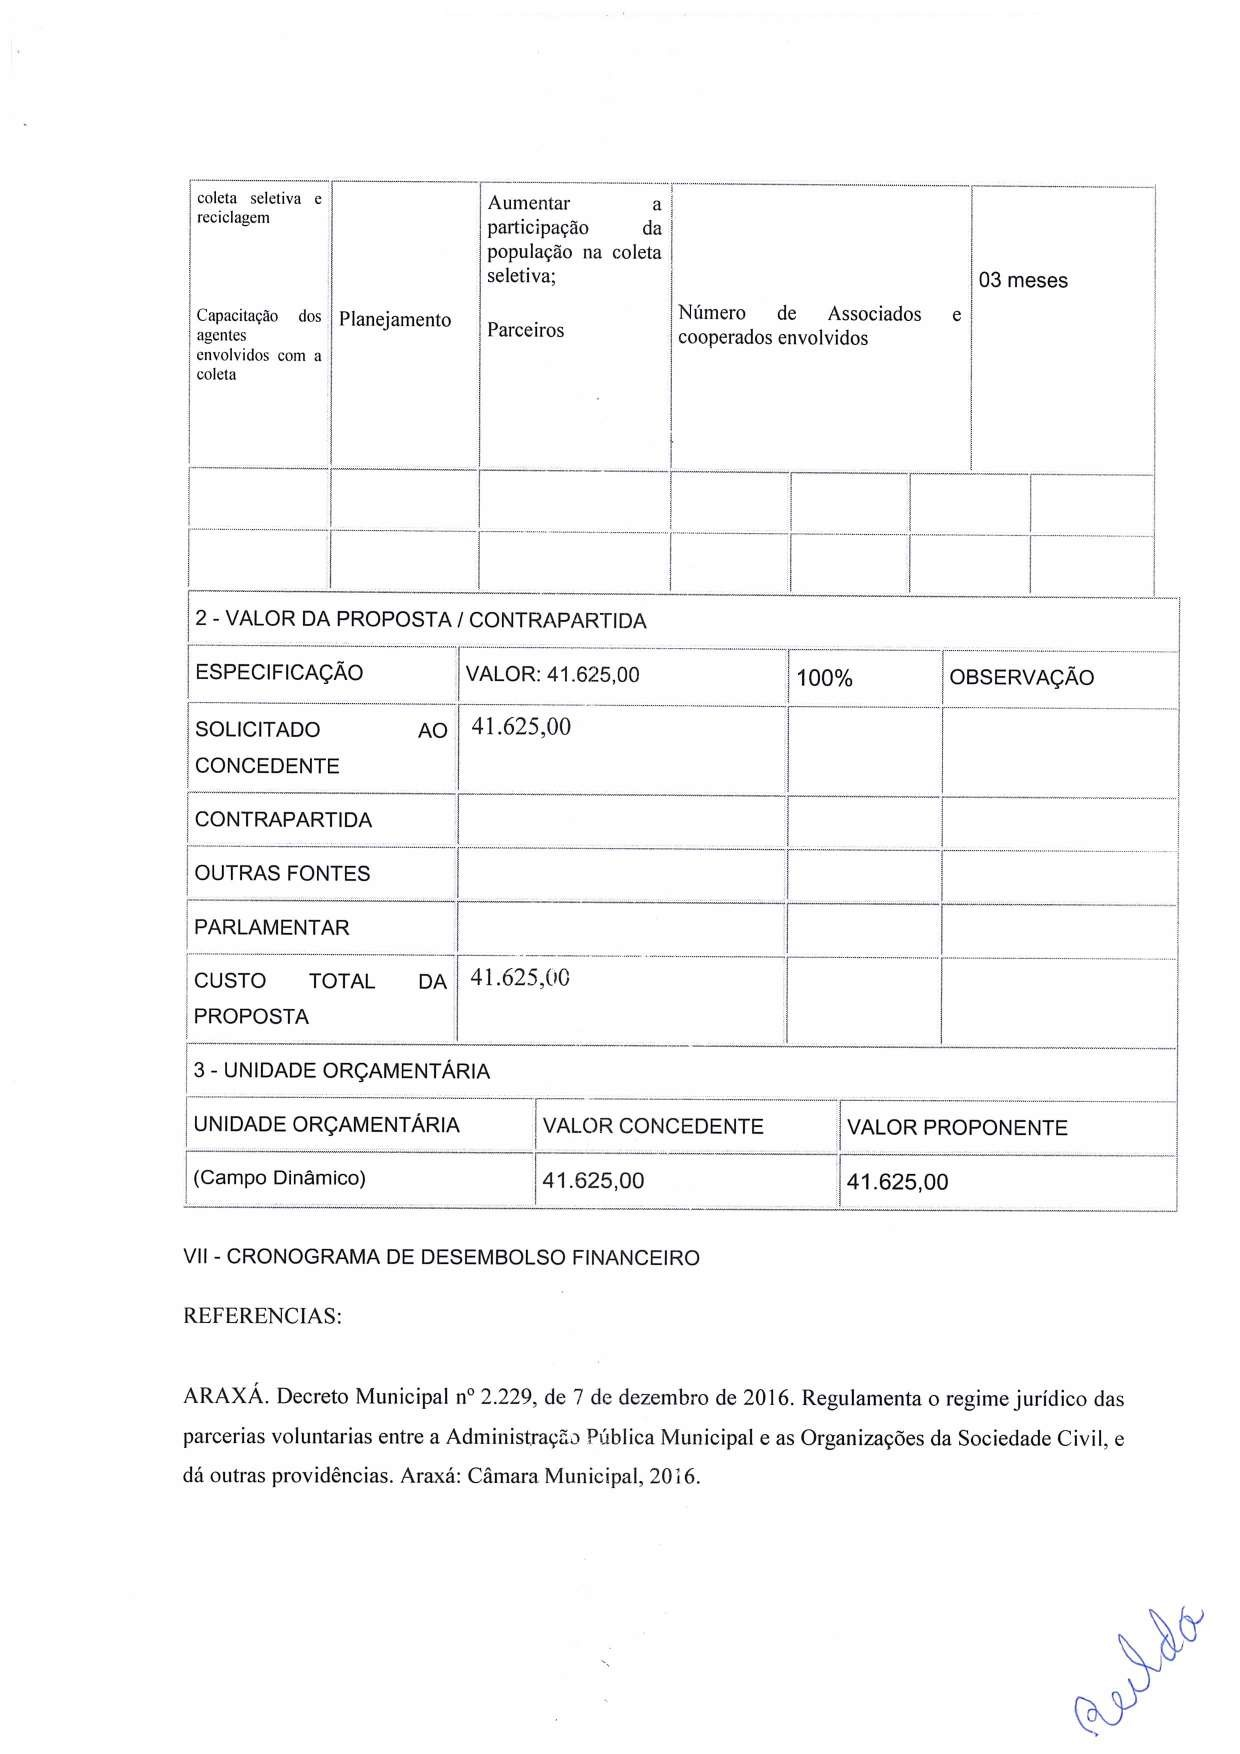 coleta seletiva e
reciclagem
Capacitação dos
agentes
envolvidos com a
coleta
Planejamento
Aumentar a
participação da
população na coleta
seletiva;
Parceiros
Número de Associados e
cooperados envolvidos
03 meses
2 - VALOR DA PROPOSTA / CONTRAPARTIDA
ESPECIFICAÇÃO VALOR: 41.625,00 100% OBSERVAÇÃO
SOLICITADO AO 41.625,00
CONCEDENTE
CONTRAPARTIDA
OUTRAS FONTES
PARLAMENTAR
CUSTO TOTAL DA 41.625,00
PROPOSTA
3 - UNIDADE ORÇAMENTÁRIA
UNIDADE ORÇAMENTÁRIA VALOR CONCEDENTE VALOR PROPONENTE
(Campo Dinâmico) 41.625,00 41.625,00
VII - CRONOGRAMA DE DESEMBOLSO FINANCEIRO
REFERENCIAS:
ARAXÁ. Decreto Municipal nº 2.229, de 7 de dezembro de 2016. Regulamenta o regime jurídico das
parcerias voluntarias entre a Administração Pública Municipal e as Organizações da Sociedade Civil, e
dá outras providências. Araxá: Câmara Municipal, 2016.